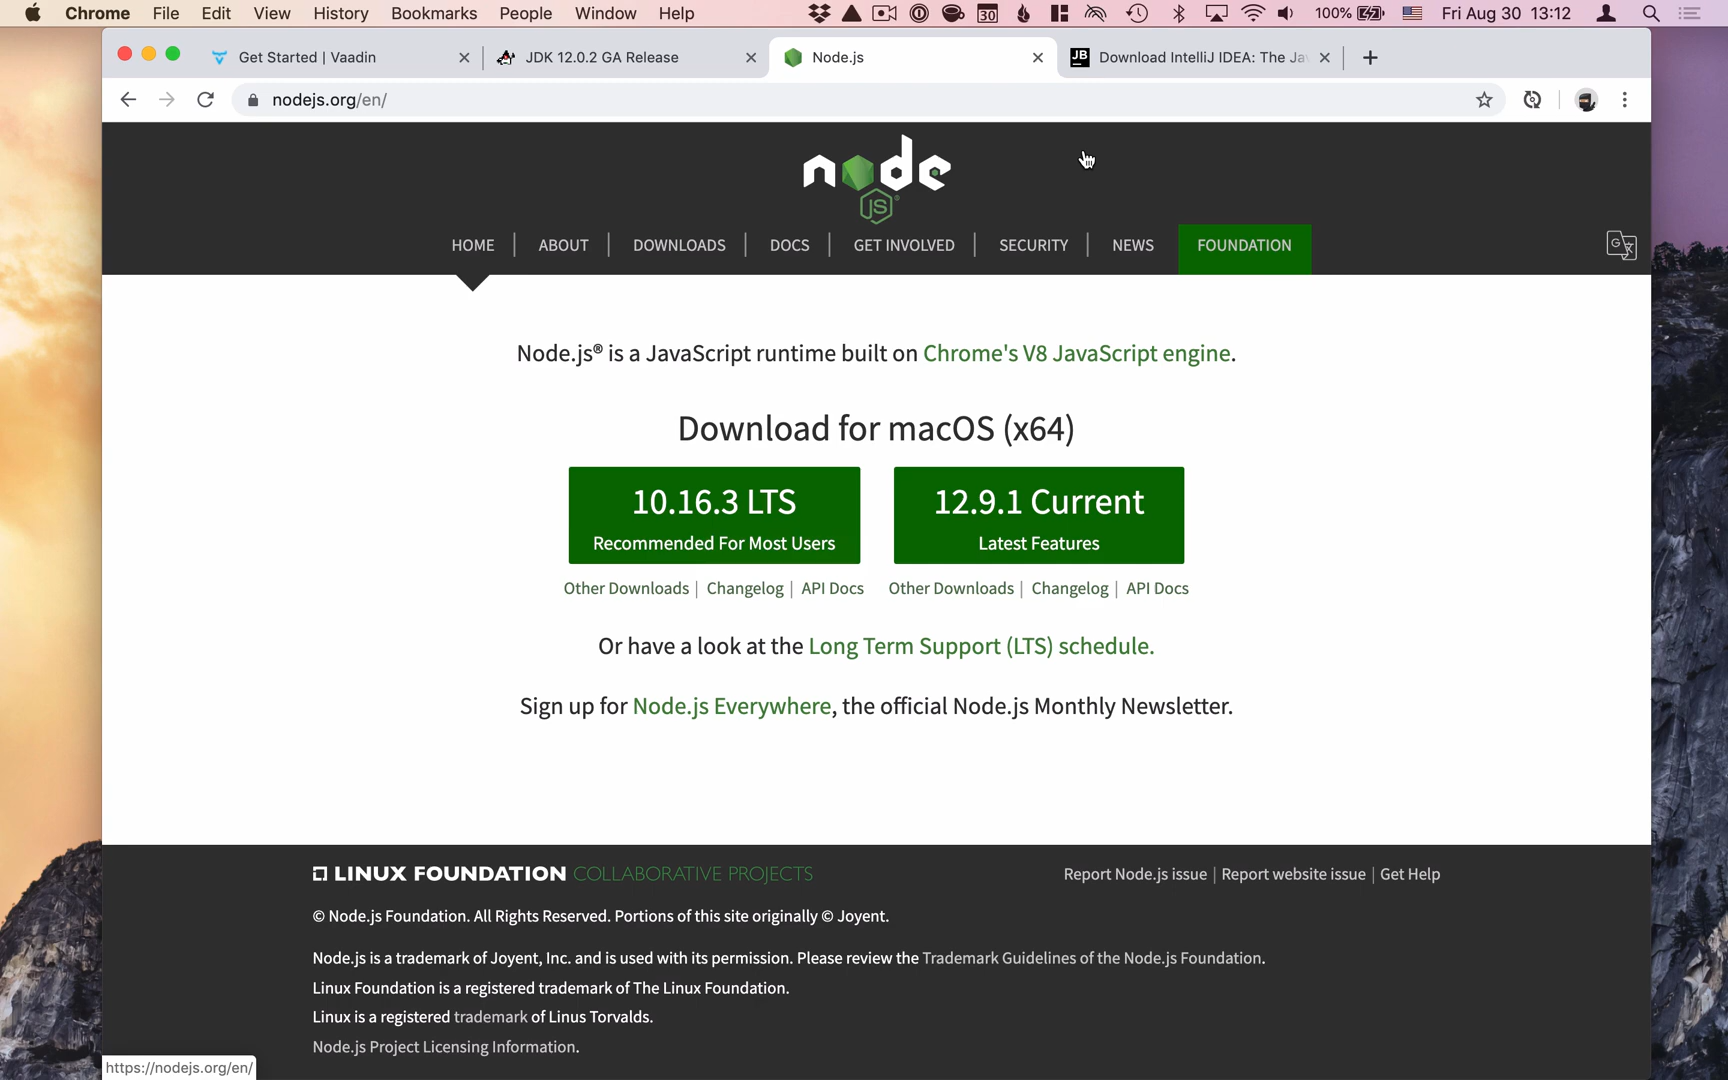 Chrome File Edit View History Bookmarks People Window Help 30 100% Fri Aug 30 13:12
Get Started | Vaadin JDK 12.0.2 GA Release Node.js JB Download IntelliJ IDEA: The Jav
nodejs.org/en/
node
JS
HOME ABOUT DOWNLOADS DOCS GET INVOLVED SECURITY NEWS FOUNDATION
Node.js® is a JavaScript runtime built on Chrome's V8 JavaScript engine.
Download for macOS (x64)
10.16.3 LTS 12.9.1 Current
Recommended For Most Users Latest Features
Other Downloads | Changelog | API Docs Other Downloads | Changelog | API Docs
Or have a look at the Long Term Support (LTS) schedule.
Sign up for Node.js Everywhere, the official Node.js Monthly Newsletter.
LINUX FOUNDATION COLLABORATIVE PROJECTS Report Node.js issue | Report website issue | Get Help
© Node.js Foundation. All Rights Reserved. Portions of this site originally © Joyent.
Node.js is a trademark of Joyent, Inc. and is used with its permission. Please review the Trademark Guidelines of the Node.js Foundation.
Linux Foundation is a registered trademark of The Linux Foundation.
Linux is a registered trademark of Linus Torvalds.
Node.js Project Licensing Information.
https://nodejs.org/en/